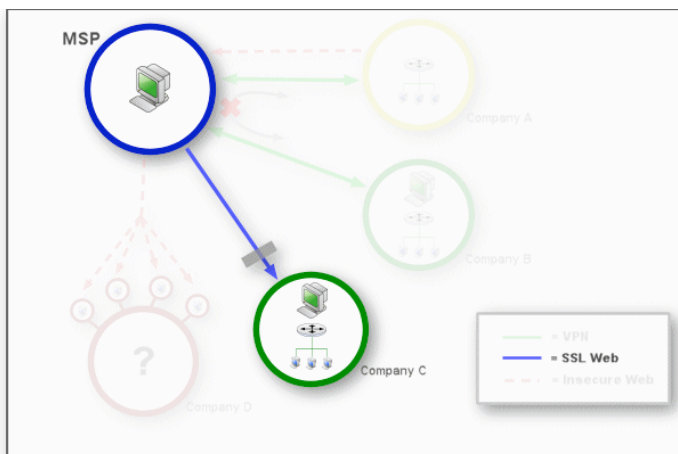 MSP
Company A
Company B
Company C
Company D
?
= VPN
= SSL Web
= Insecure Web